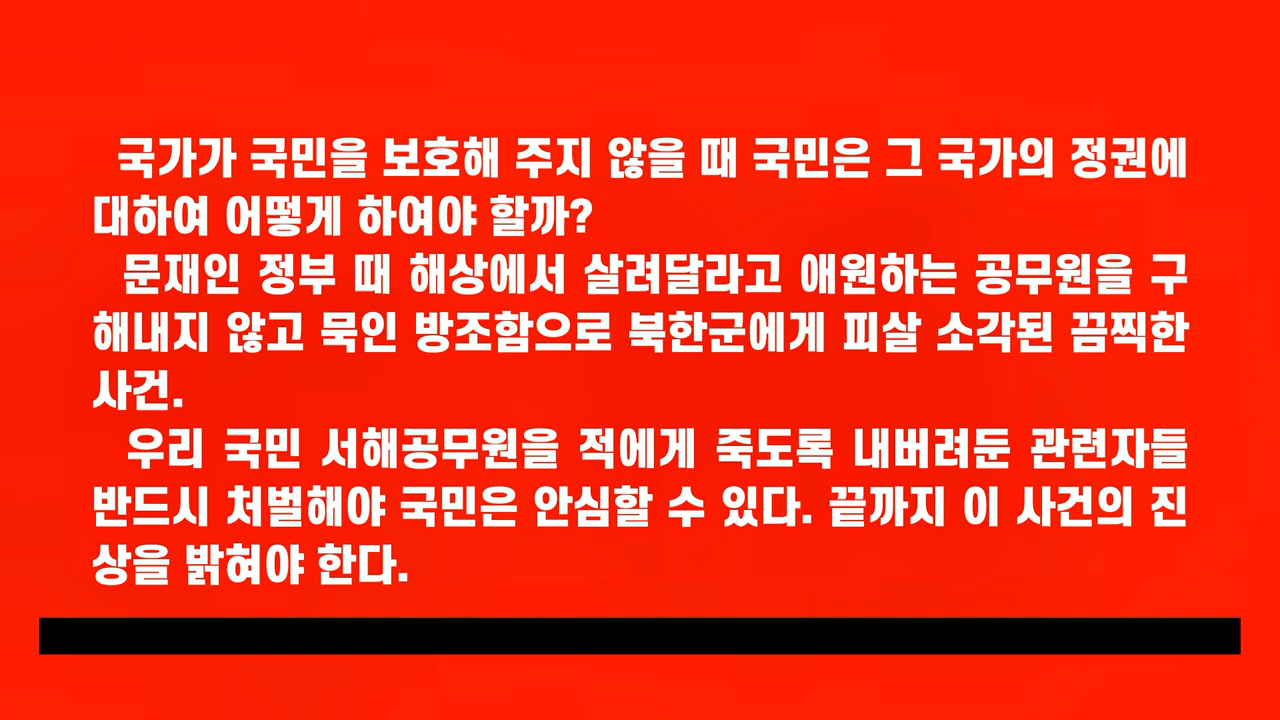 국가가 국민을 보호해 주지 않을 때 국민은 그 국가의 정권에
대하여 어떻게 하여야 할까?
문재인 정부 때 해상에서 살려달라고 애원하는 공무원을 구
해내지 않고 묵인 방조함으로 북한군에게 피살 소각된 끔찍한
사건.
우리 국민 서해공무원을 적에게 죽도록 내버려둔 관련자들
반드시 처벌해야 국민은 안심할 수 있다. 끝까지 이 사건의 진
상을 밝혀야 한다.